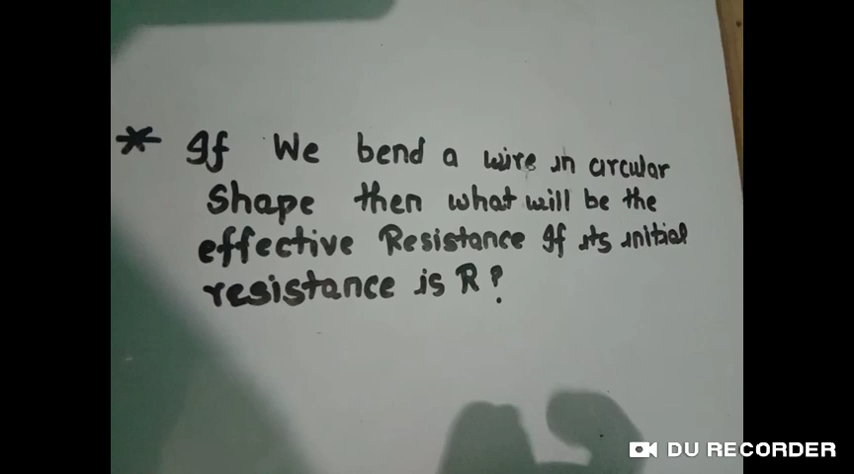 * If We bend a wire in circular
Shape then what will be the
effective Resistance If its initial
resistance is R?
DU RECORDER